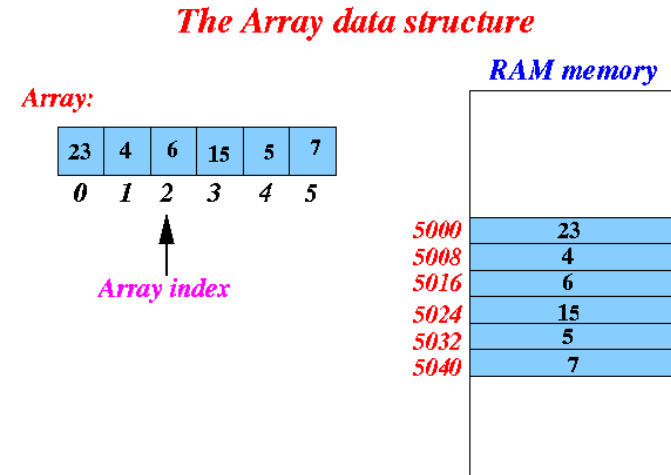 The Array data structure
RAM memory
Array:
23 4 6 15 5 7
0 1 2 3 4 5
Array index
5000 23
5008 4
5016 6
5024 15
5032 5
5040 7